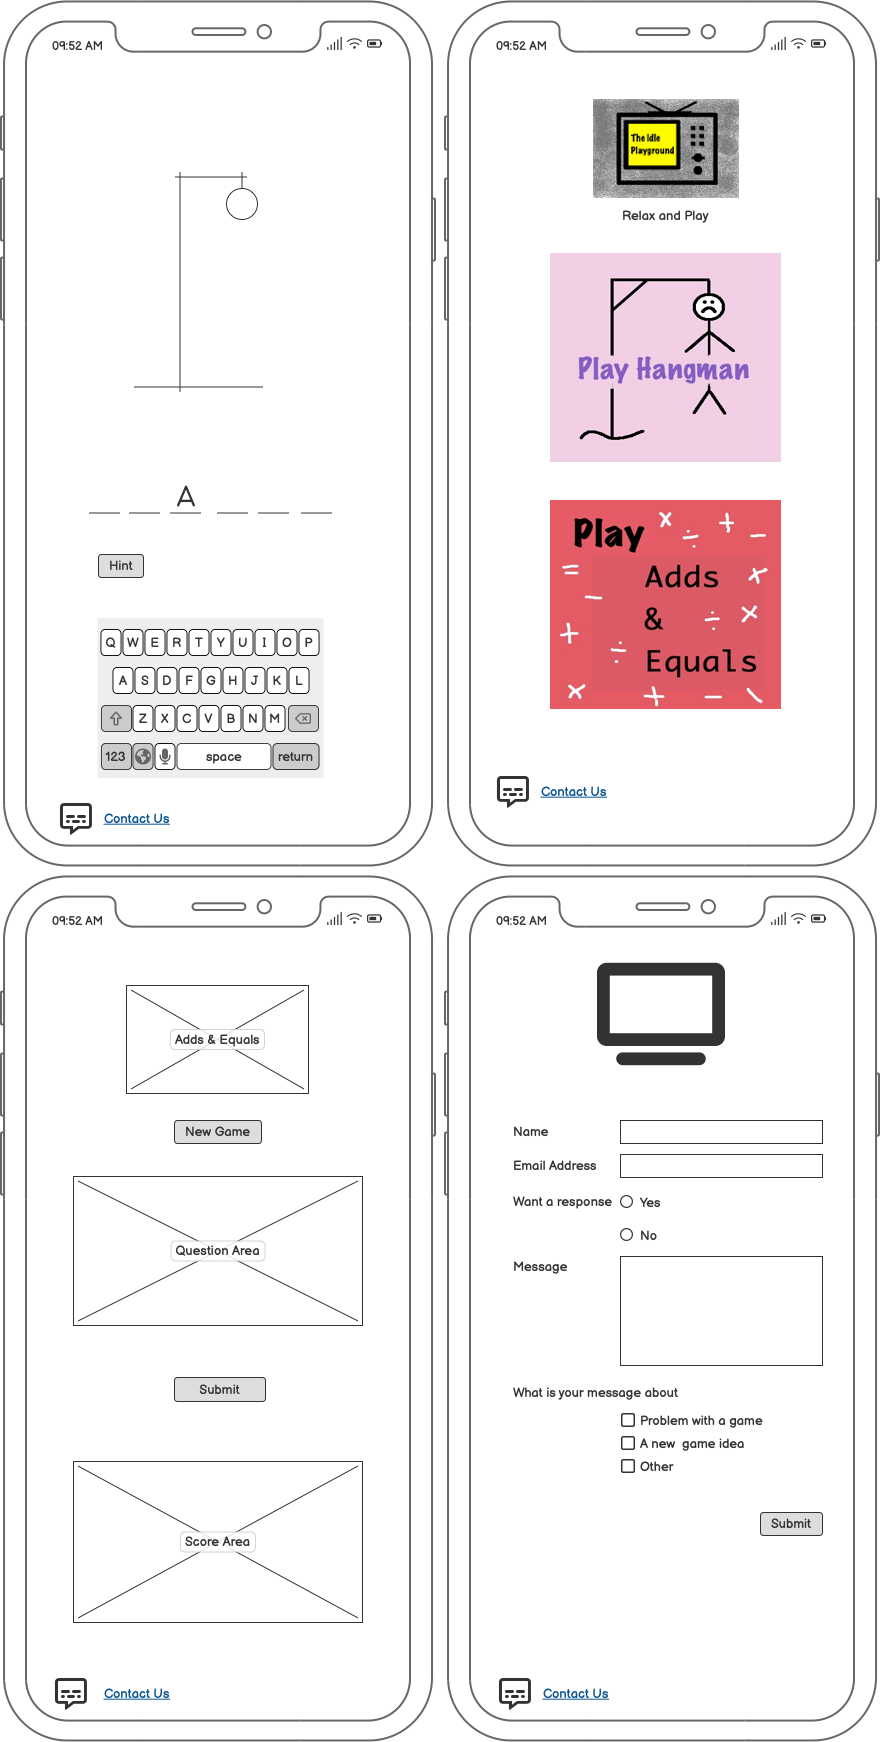 09:52 AM
A
Hint
Q W E R T Y U I O P
A S D F G H J K L
Z X C V B N M
123 space return
Contact Us
09:52 AM
The Idle
Playground
Relax and Play
Play Hangman
Play
Adds
&
Equals
Contact Us
09:52 AM
Adds & Equals
New Game
Question Area
Submit
Score Area
Contact Us
09:52 AM
Name
Email Address
Want a response Yes
No
Message
What is your message about
Problem with a game
A new game idea
Other
Submit
Contact Us